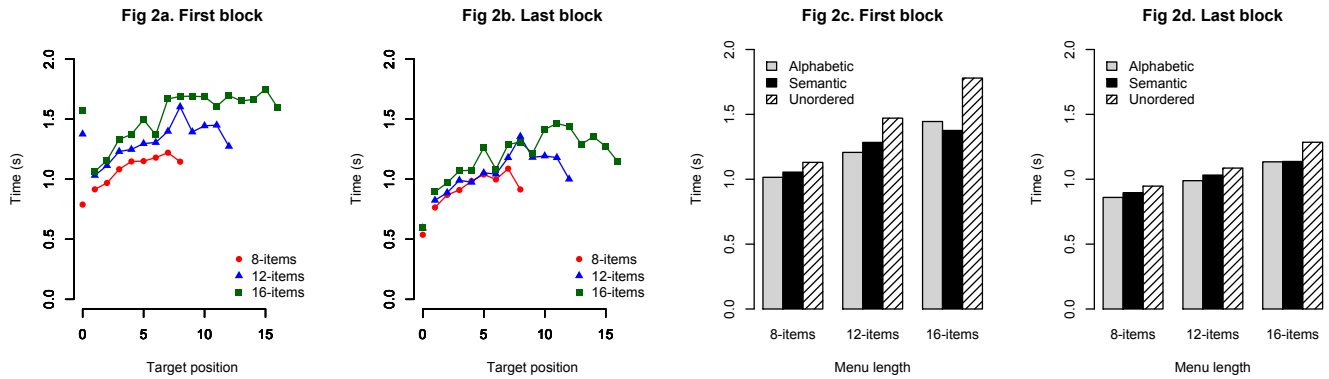 Fig 2a. First block
Time (s)
2.0
1.5
1.0
0.5
0.0
8-items
12-items
16-items
0 5 10 15
Target position
Fig 2b. Last block
Time (s)
2.0
1.5
1.0
0.5
0.0
8-items
12-items
16-items
0 5 10 15
Target position
Fig 2c. First block
Time (s)
2.0
1.5
1.0
0.5
0.0
Alphabetic
Semantic
Unordered
8-items 12-items 16-items
Menu length
Fig 2d. Last block
Time (s)
2.0
1.5
1.0
0.5
0.0
Alphabetic
Semantic
Unordered
8-items 12-items 16-items
Menu length